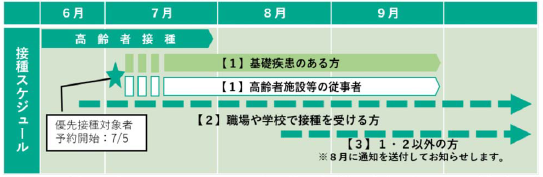 6月
7月
8月
9月
接種スケジュール
高齢者接種
【1】基礎疾患のある方
【1】高齢者施設等の従事者
優先接種対象者
予約開始：7/5
【2】職場や学校で接種を受ける方
【3】１・２以外の方
※８月に通知を送付してお知らせします。